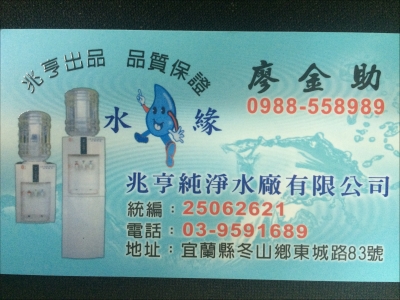 兆亨出品 品質保證
廖金助
0988-558989
水緣
兆亨純淨水廠有限公司
統編：25062621
電話：03-9591689
地址：宜蘭縣冬山鄉東城路83號